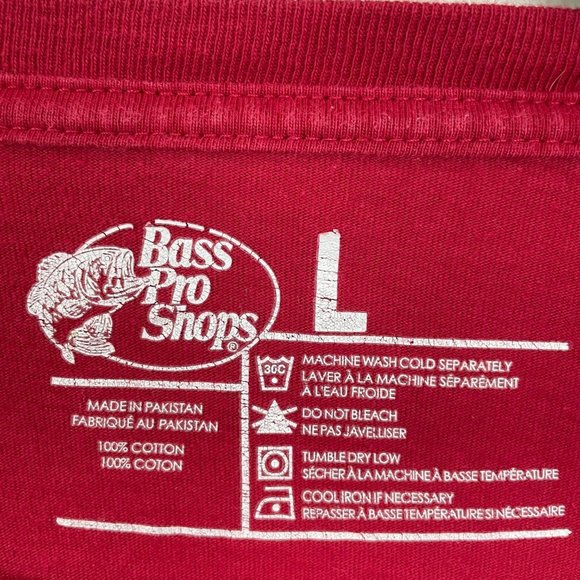 Bass
Pro
Shops®
L
MADE IN PAKISTAN
FABRIQUÉ AU PAKISTAN
100% COTTON
100% COTON
30C
MACHINE WASH COLD SEPARATELY
LAVER À LA MACHINE SÉPARÉMENT
À L'EAU FROIDE
DO NOT BLEACH
NE PAS JAVELLISER
TUMBLE DRY LOW
SÉCHER À LA MACHINE À BASSE TEMPÉRATURE
COOL IRON IF NECESSARY
REPASSER À BASSE TEMPÉRATURE SI NÉCESSAIRE